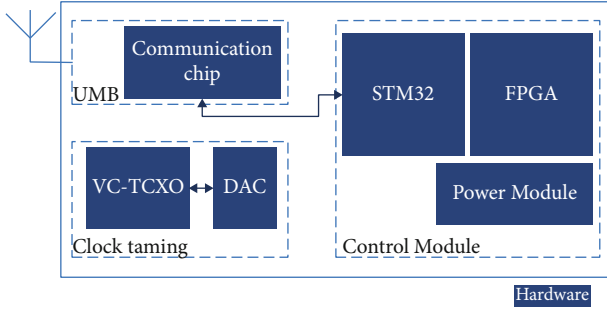 Communication
chip
UMB
STM32
FPGA
VC-TCXO
DAC
Power Module
Clock taming
Control Module
Hardware